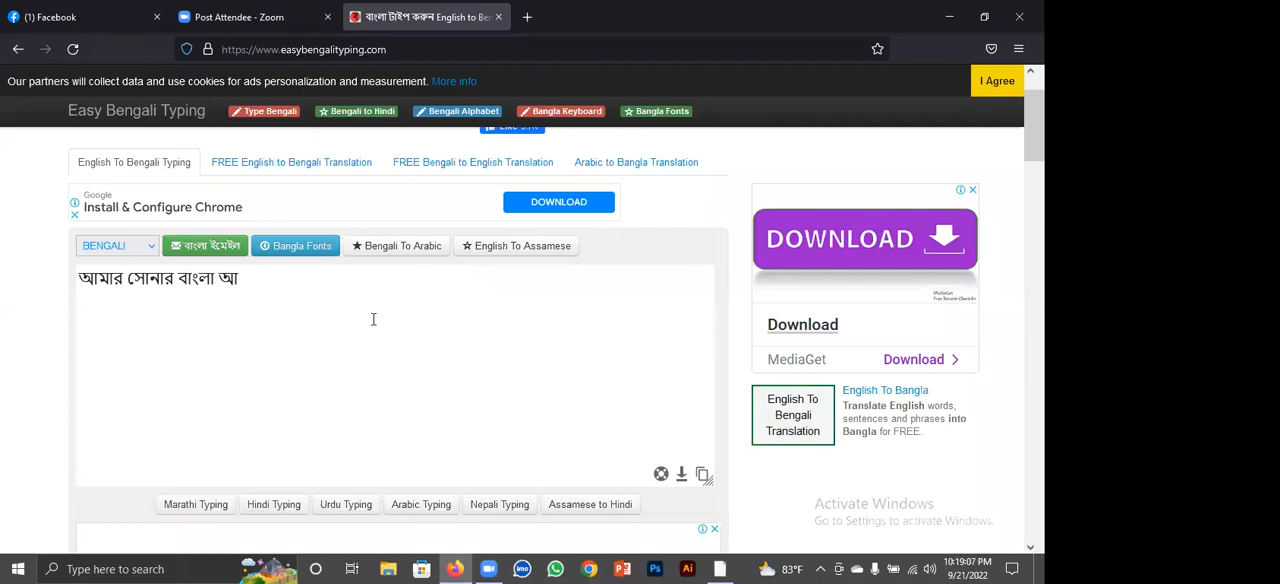 (1) Facebook
Post Attendee - Zoom
বাংলা টাইপ করুন English to Ben
https://www.easybengalityping.com
Our partners will collect data and use cookies for ads personalization and measurement. More info
I Agree
Easy Bengali Typing
Type Bengali
Bengali to Hindi
Bengali Alphabet
Bangla Keyboard
Bangla Fonts
English To Bengali Typing
FREE English to Bengali Translation
FREE Bengali to English Translation
Arabic to Bangla Translation
Google
Install & Configure Chrome
DOWNLOAD
BENGALI
বাংলা ইমেইল
Bangla Fonts
Bengali To Arabic
English To Assamese
আমার সোনার বাংলা আ
DOWNLOAD
Download
MediaGet
Download
English To Bengali Translation
English To Bangla
Translate English words,
sentences and phrases into
Bangla for FREE.
Marathi Typing
Hindi Typing
Urdu Typing
Arabic Typing
Nepali Typing
Assamese to Hindi
Activate Windows
Go to Settings to activate Windows.
Type here to search
imo
Ps
Ai
83°F
10:19:07 PM
9/21/2022